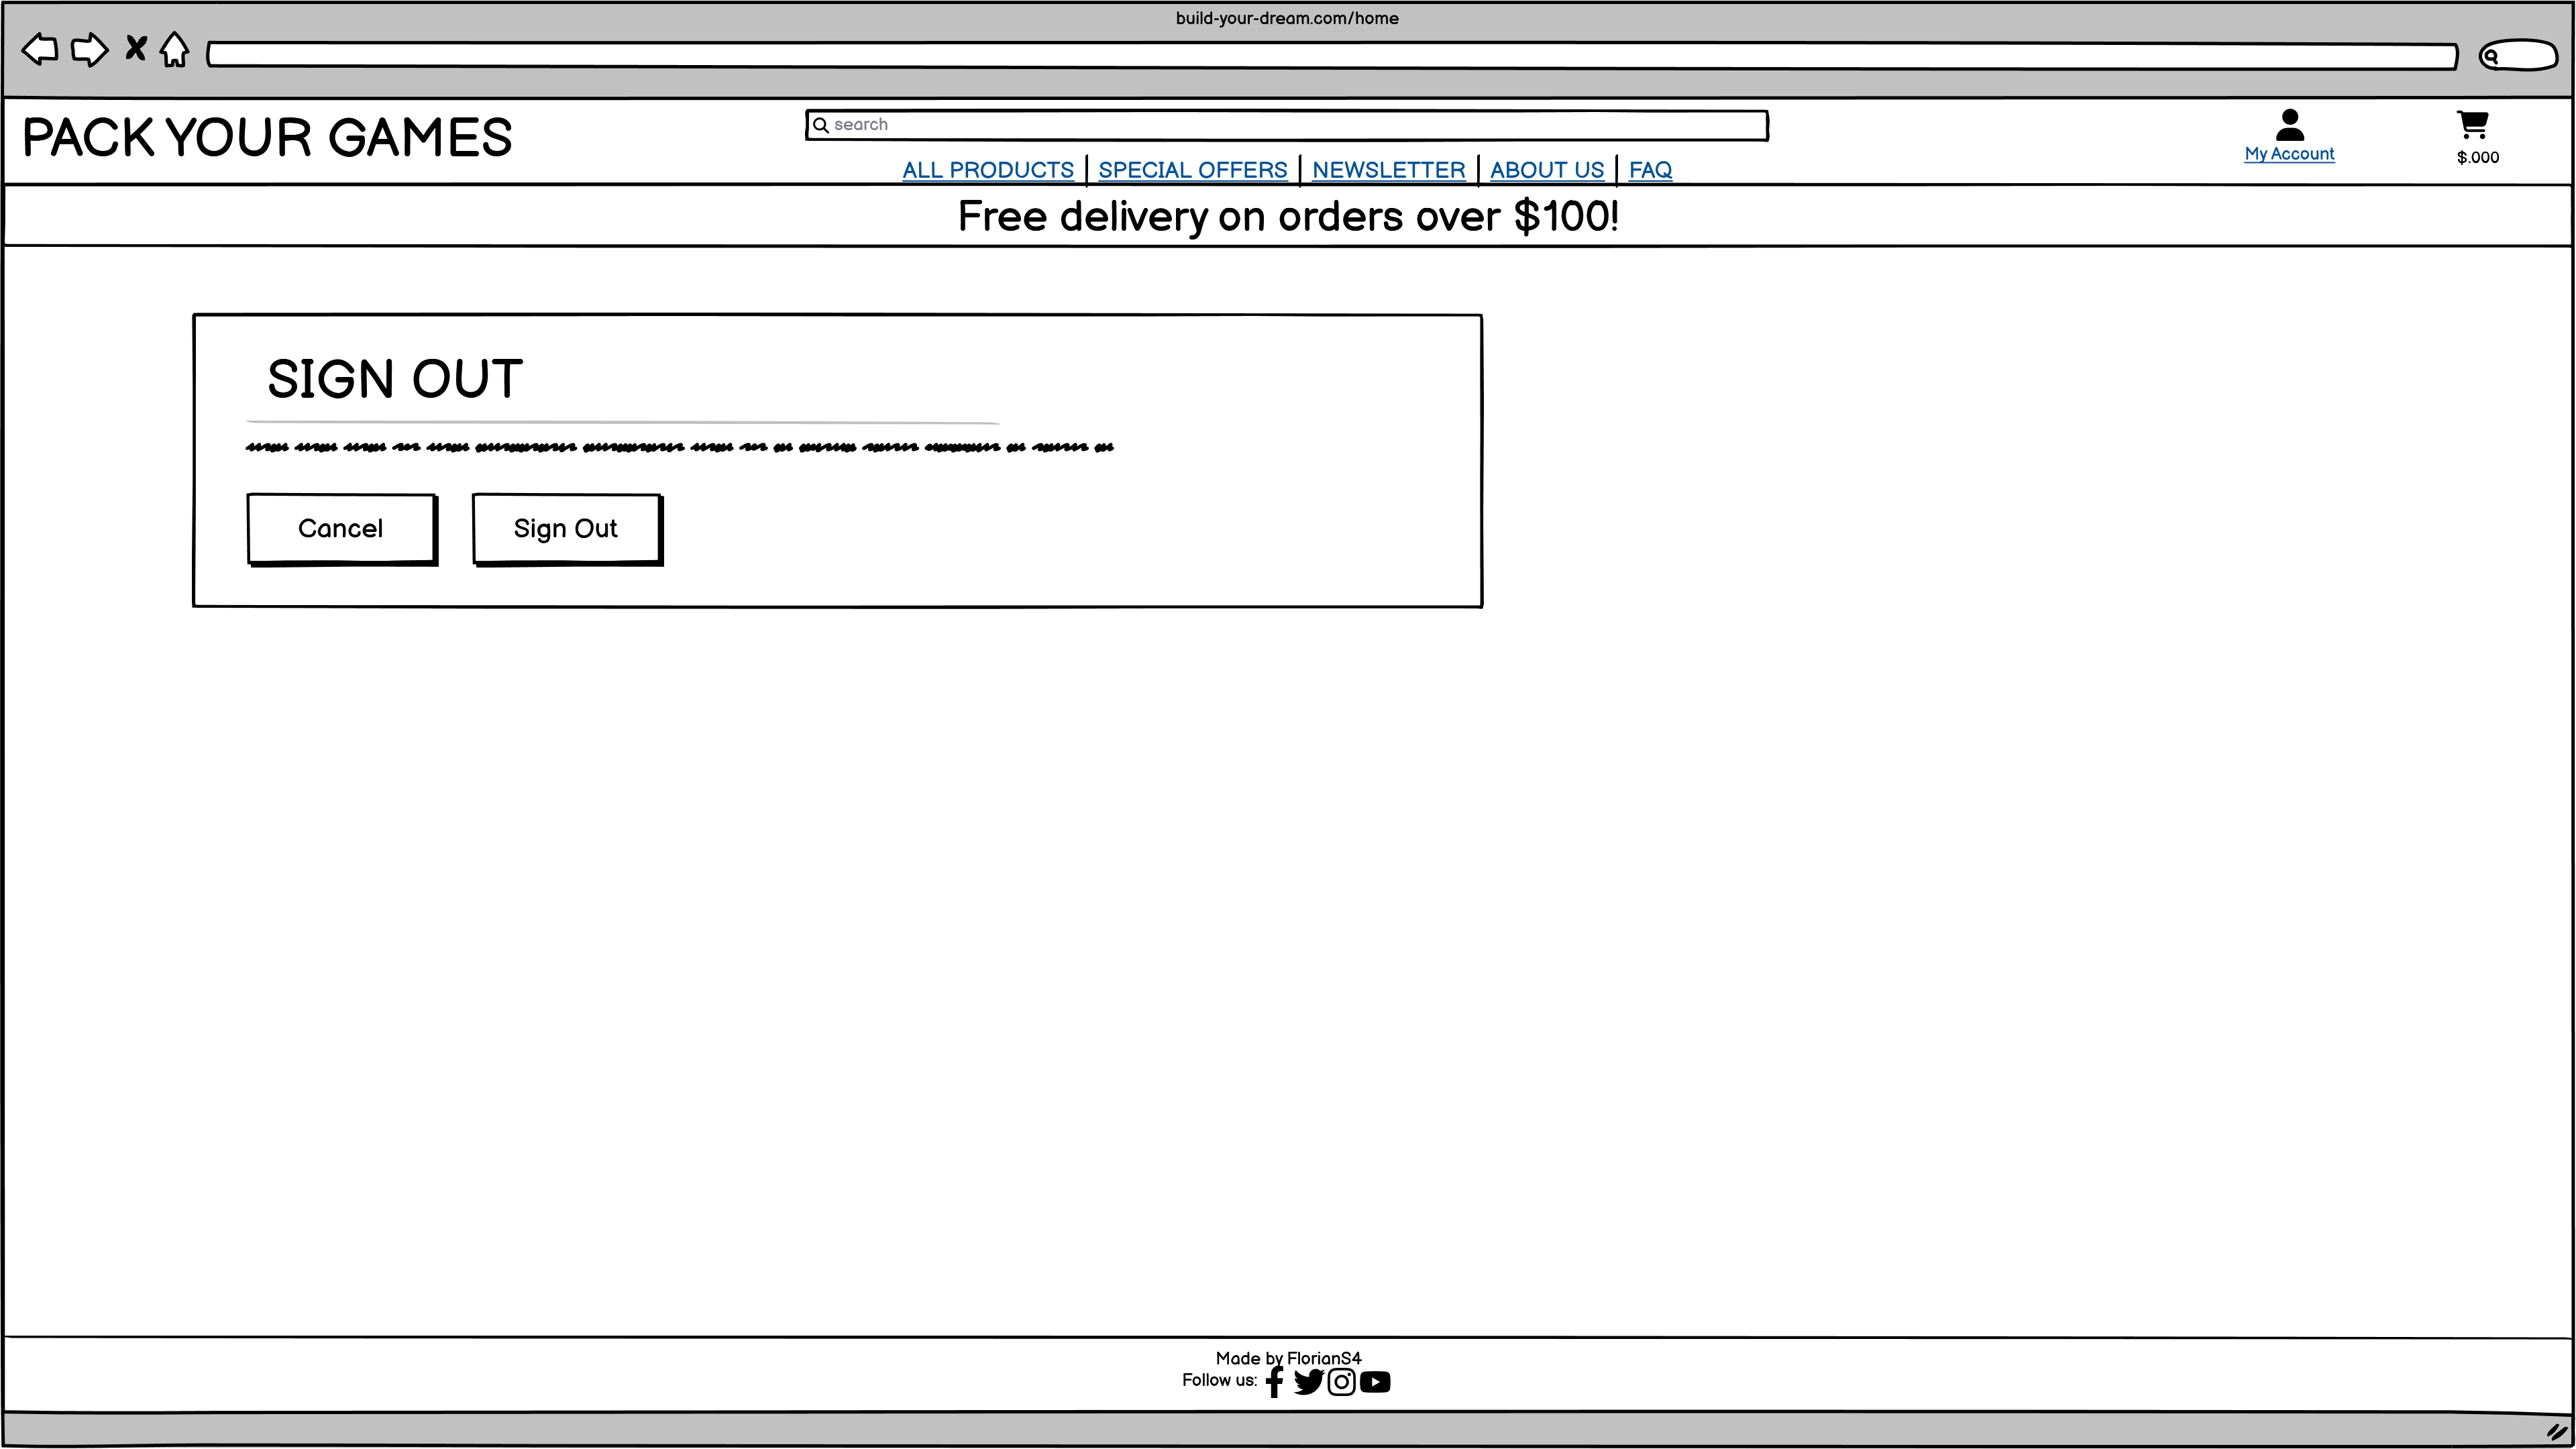 build-your-dream.com/home
PACK YOUR GAMES
search
ALL PRODUCTS SPECIAL OFFERS NEWSLETTER ABOUT US FAQ
My Account
$.000
Free delivery on orders over $100!
SIGN OUT
Cancel
Sign Out
Made by FlorianS4
Follow us: